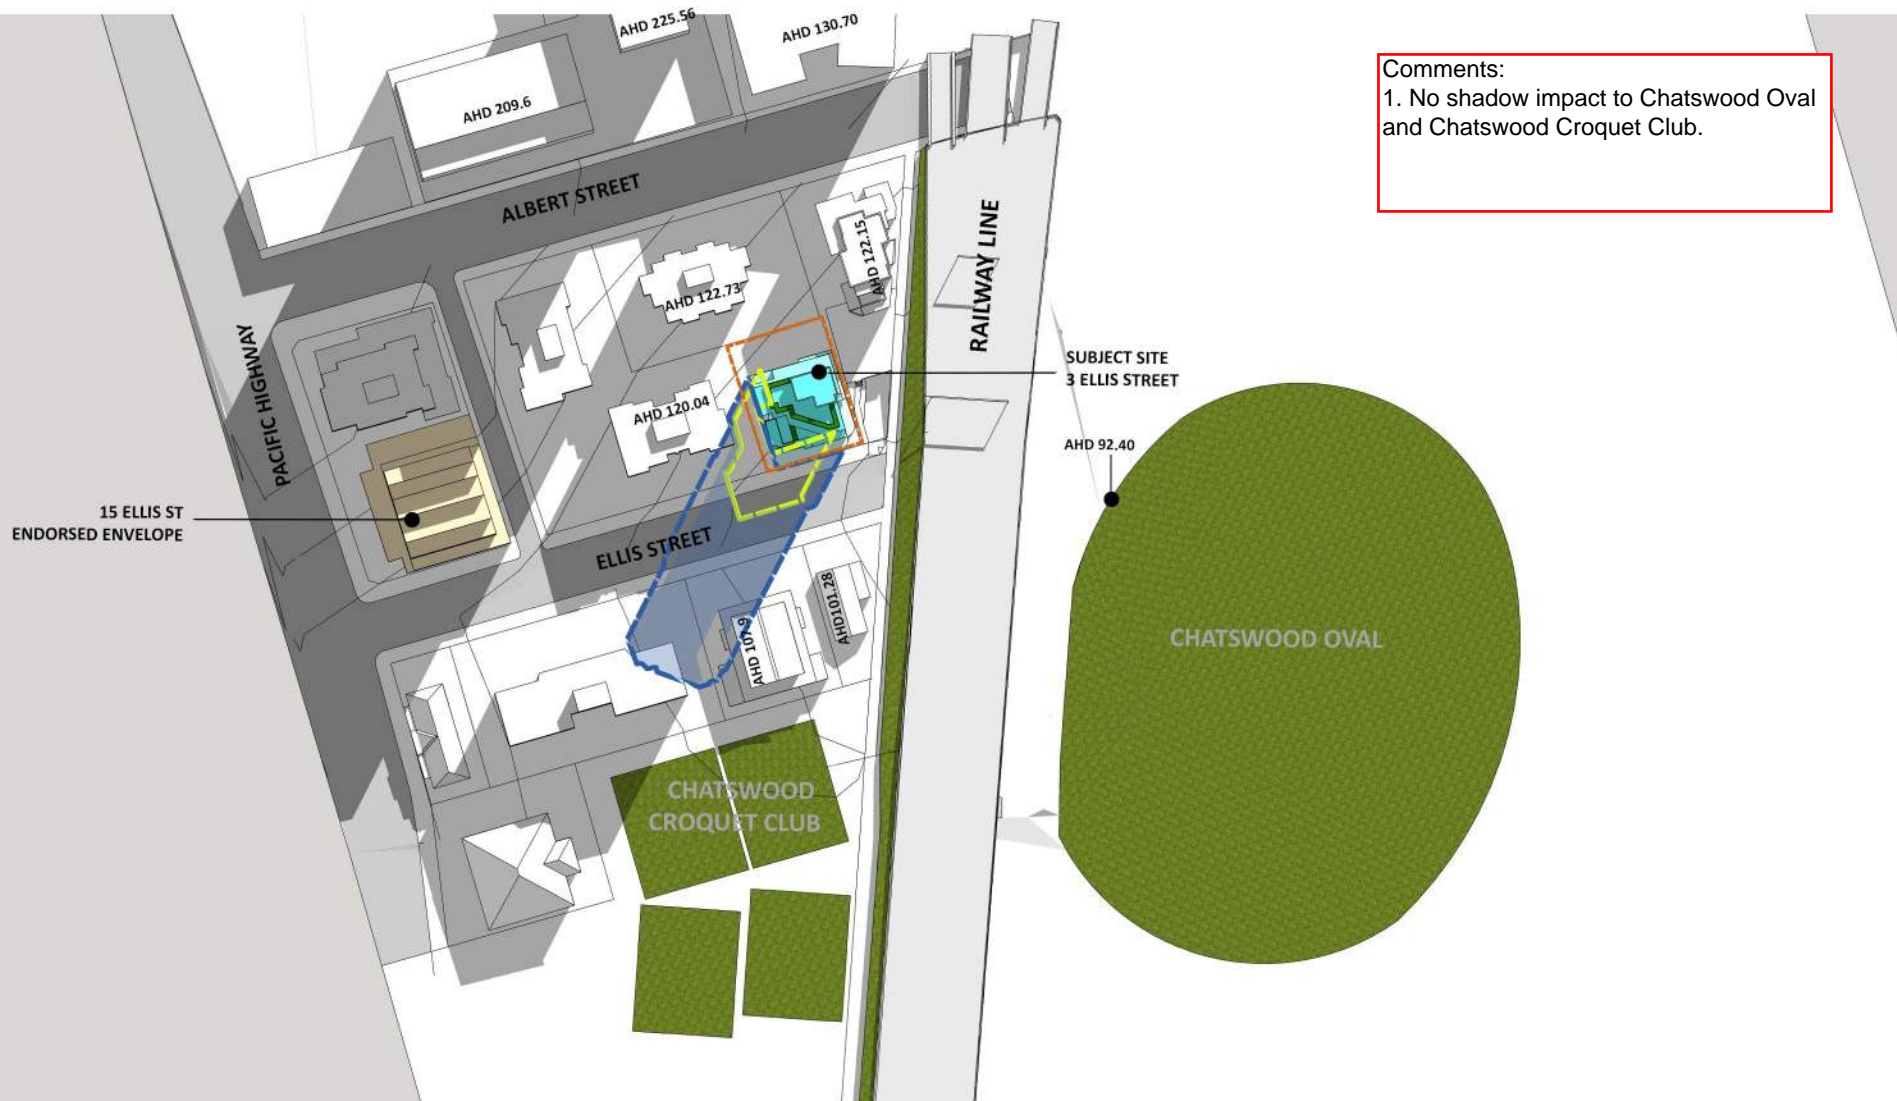 AHD 225.56
AHD 130.70
AHD 209.6
Comments:
1. No shadow impact to Chatswood Oval
and Chatswood Croquet Club.
ALBERT STREET
AHD 122.15
RAILWAY LINE
AHD 122.73
PACIFIC HIGHWAY
SUBJECT SITE
3 ELLIS STREET
AHD 120.04
AHD 92.40
15 ELLIS ST
ENDORSED ENVELOPE
ELLIS STREET
AHD101.28
AHD 107.9
CHATSWOOD OVAL
CHATSWOOD
CROQUET CLUB